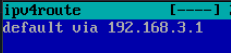 ipv4route [----]
default via 192.168.3.1